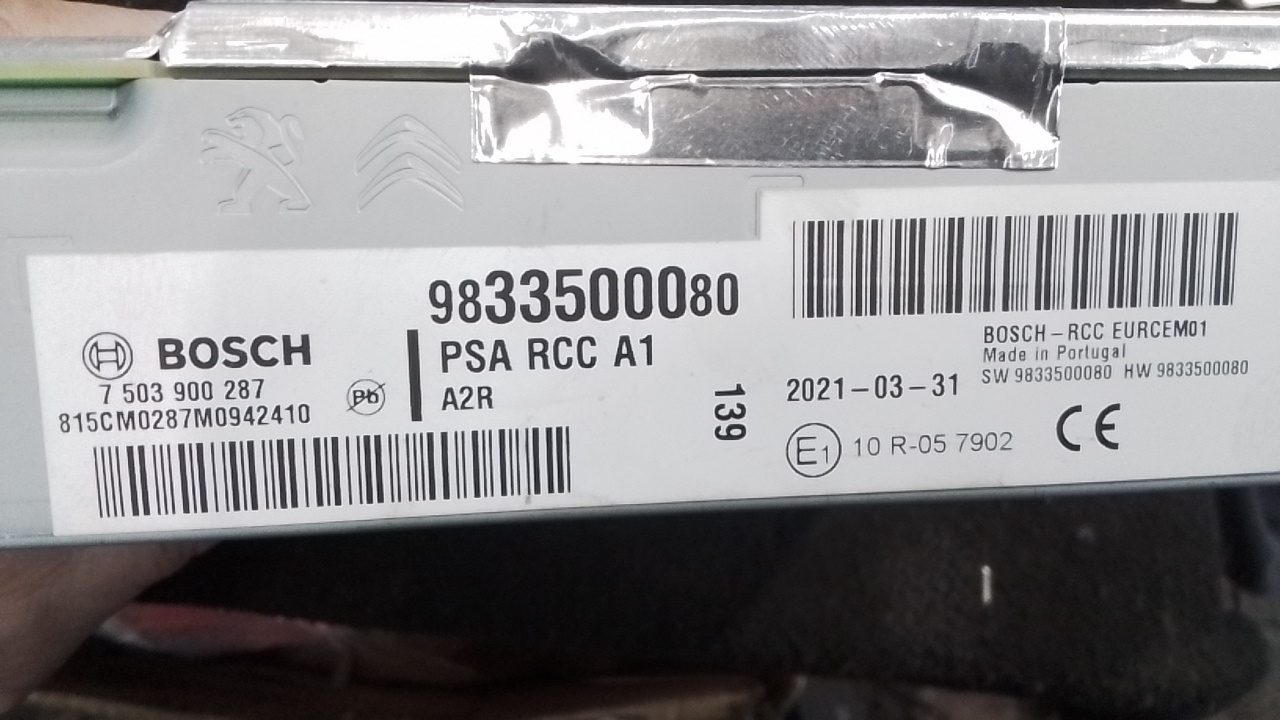 9833500080
BOSCH
PSA RCC A1
7 503 900 287
Pb
A2R
815CM0287M0942410
139
BOSCH-RCC EURCEM01
Made in Portugal
SW 9833500080 HW 9833500080
2021-03-31
E1 10 R-05 7902
CE